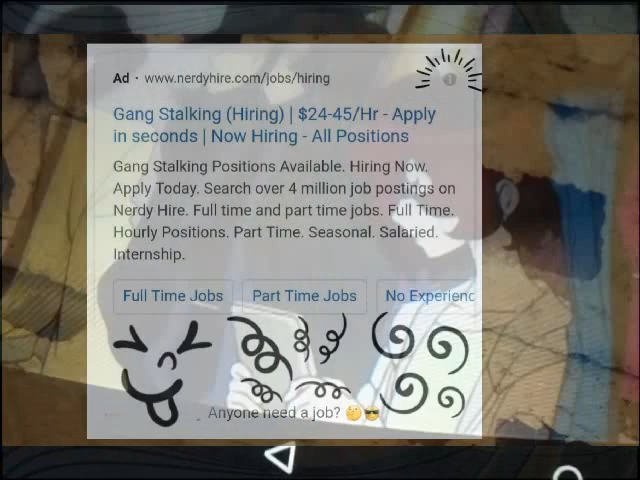 Ad · www.nerdyhire.com/jobs/hiring
Gang Stalking (Hiring) | $24-45/Hr - Apply
in seconds | Now Hiring - All Positions
Gang Stalking Positions Available. Hiring Now.
Apply Today. Search over 4 million job postings on
Nerdy Hire. Full time and part time jobs. Full Time.
Hourly Positions. Part Time. Seasonal. Salaried.
Internship.
Full Time Jobs Part Time Jobs No Experienc
Anyone need a job? 🤔😎